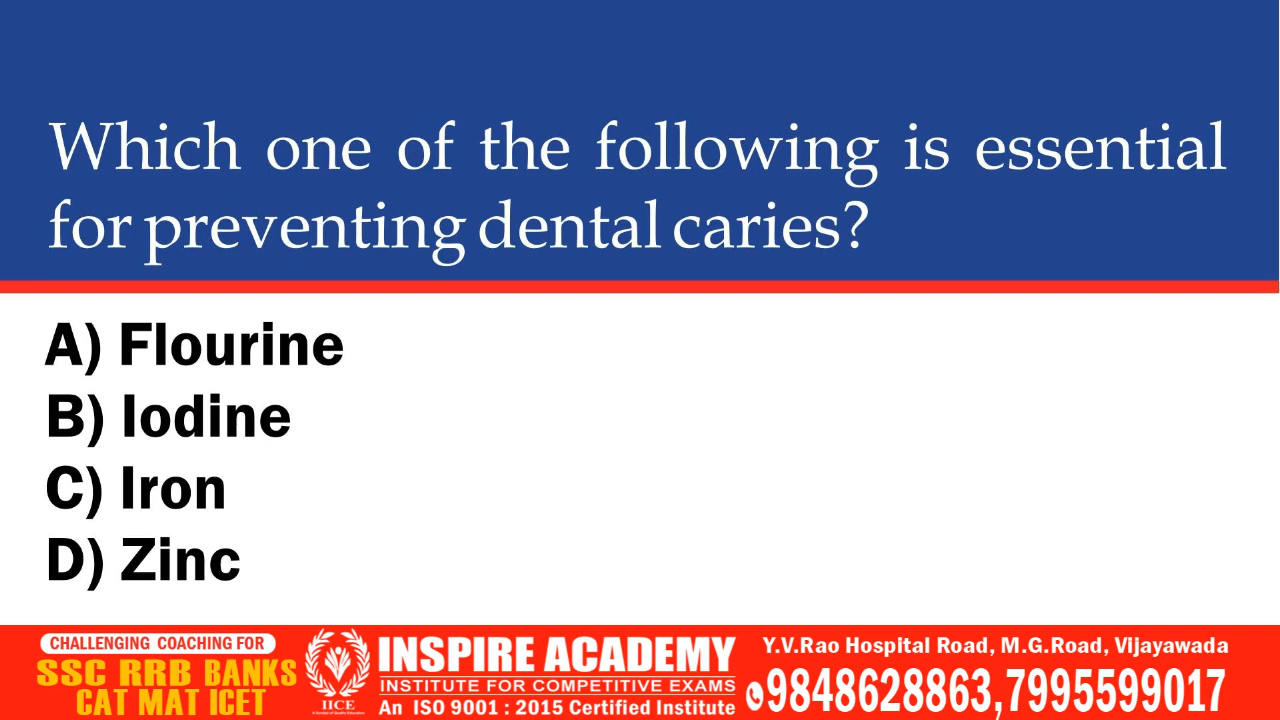 Which one of the following is essential
for preventing dental caries?
A) Flourine
B) Iodine
C) Iron
D) Zinc
CHALLENGING COACHING FOR
SSC RRB BANKS
CAT MAT ICET
IICE
INSPIRE ACADEMY
INSTITUTE FOR COMPETITIVE EXAMS
An ISO 9001 : 2015 Certified Institute
Y.V.Rao Hospital Road, M.G.Road, Vijayawada
9848628863,7995599017